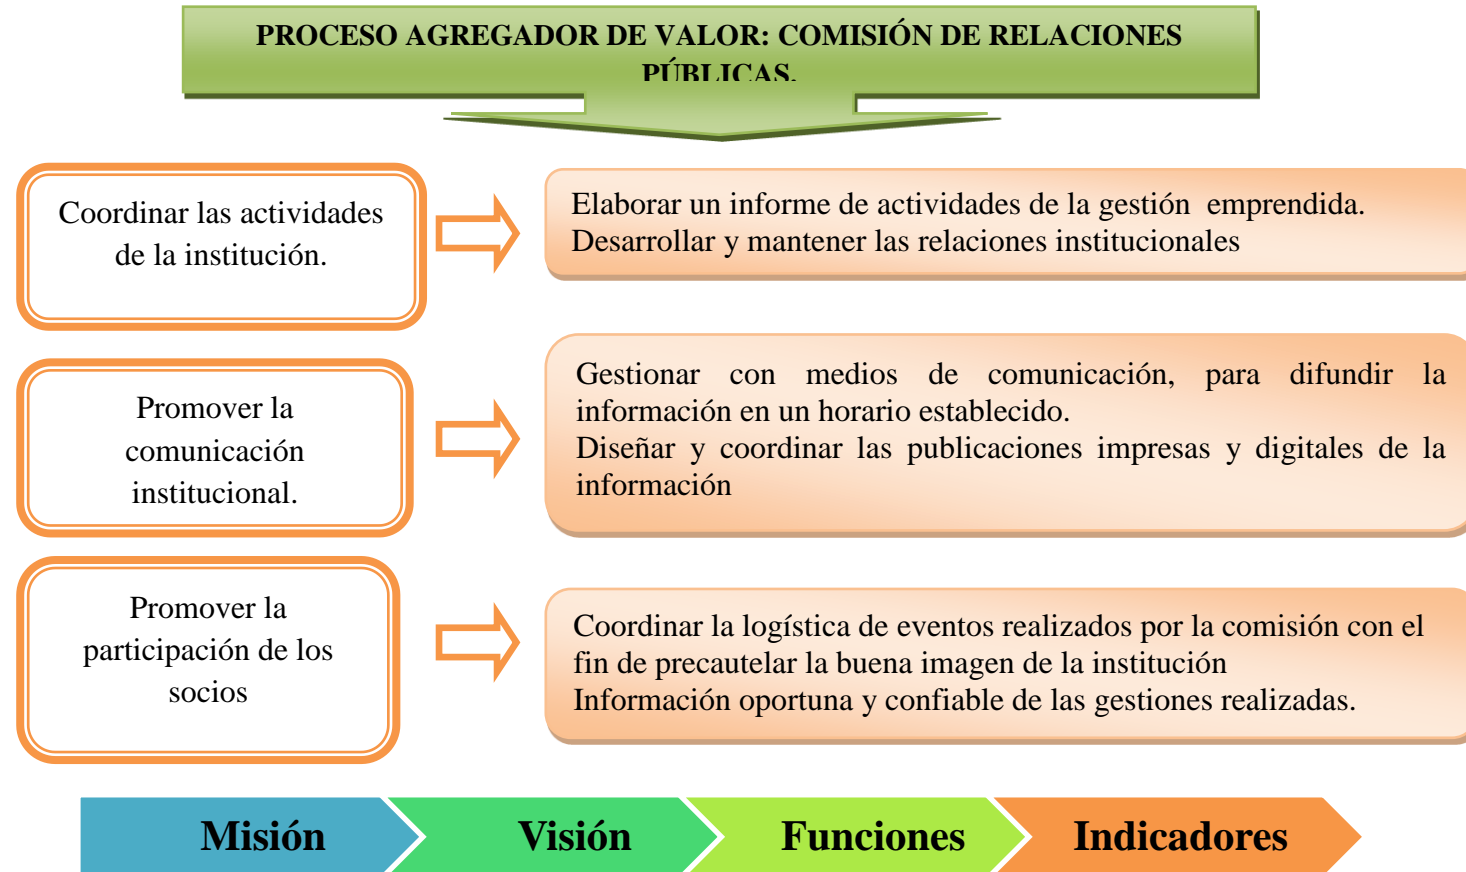 PROCESO AGREGADOR DE VALOR: COMISIÓN DE RELACIONES
PÚBLICAS.
Coordinar las actividades
de la institución.
Elaborar un informe de actividades de la gestión emprendida.
Desarrollar y mantener las relaciones institucionales
Promover la
comunicación
institucional.
Gestionar con medios de comunicación, para difundir la
información en un horario establecido.
Diseñar y coordinar las publicaciones impresas y digitales de la
información
Promover la
participación de los
socios
Coordinar la logística de eventos realizados por la comisión con el
fin de precautelar la buena imagen de la institución
Información oportuna y confiable de las gestiones realizadas.
Misión
Visión
Funciones
Indicadores